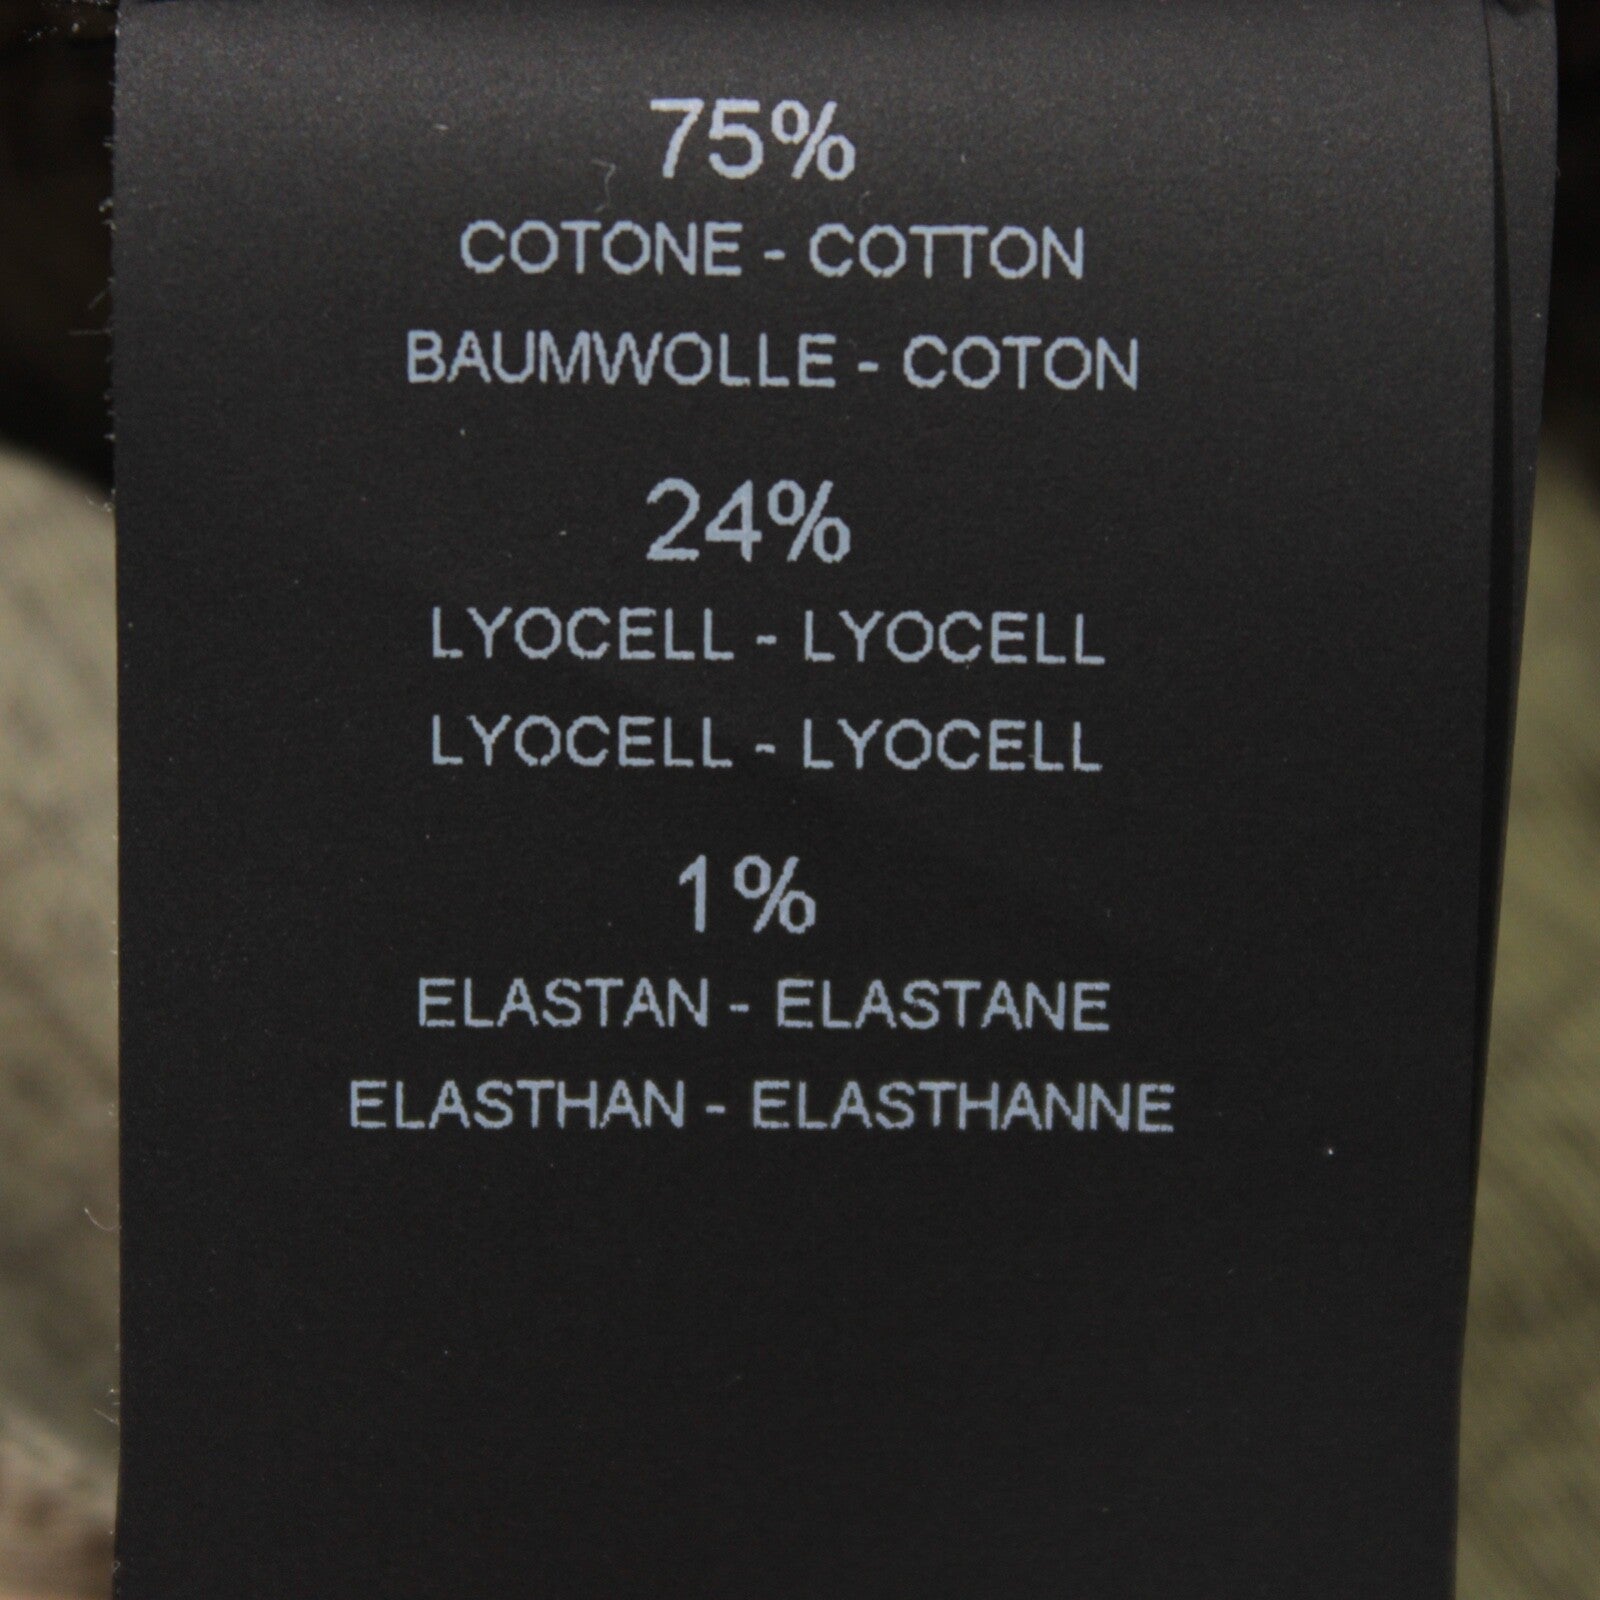 75%
COTONE - COTTON
BAUMWOLLE - COTON
24%
LYOCELL - LYOCELL
LYOCELL - LYOCELL
1%
ELASTAN - ELASTANE
ELASTHAN - ELASTHANNE